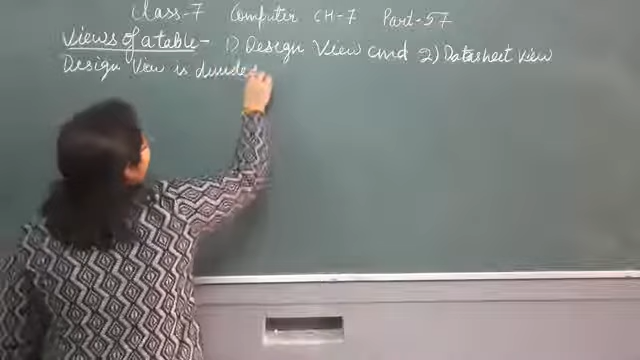 Class-7 Computer CH-7 Part-57
Views of a table - 1) Design View and 2) Datasheet view
Design View is divide